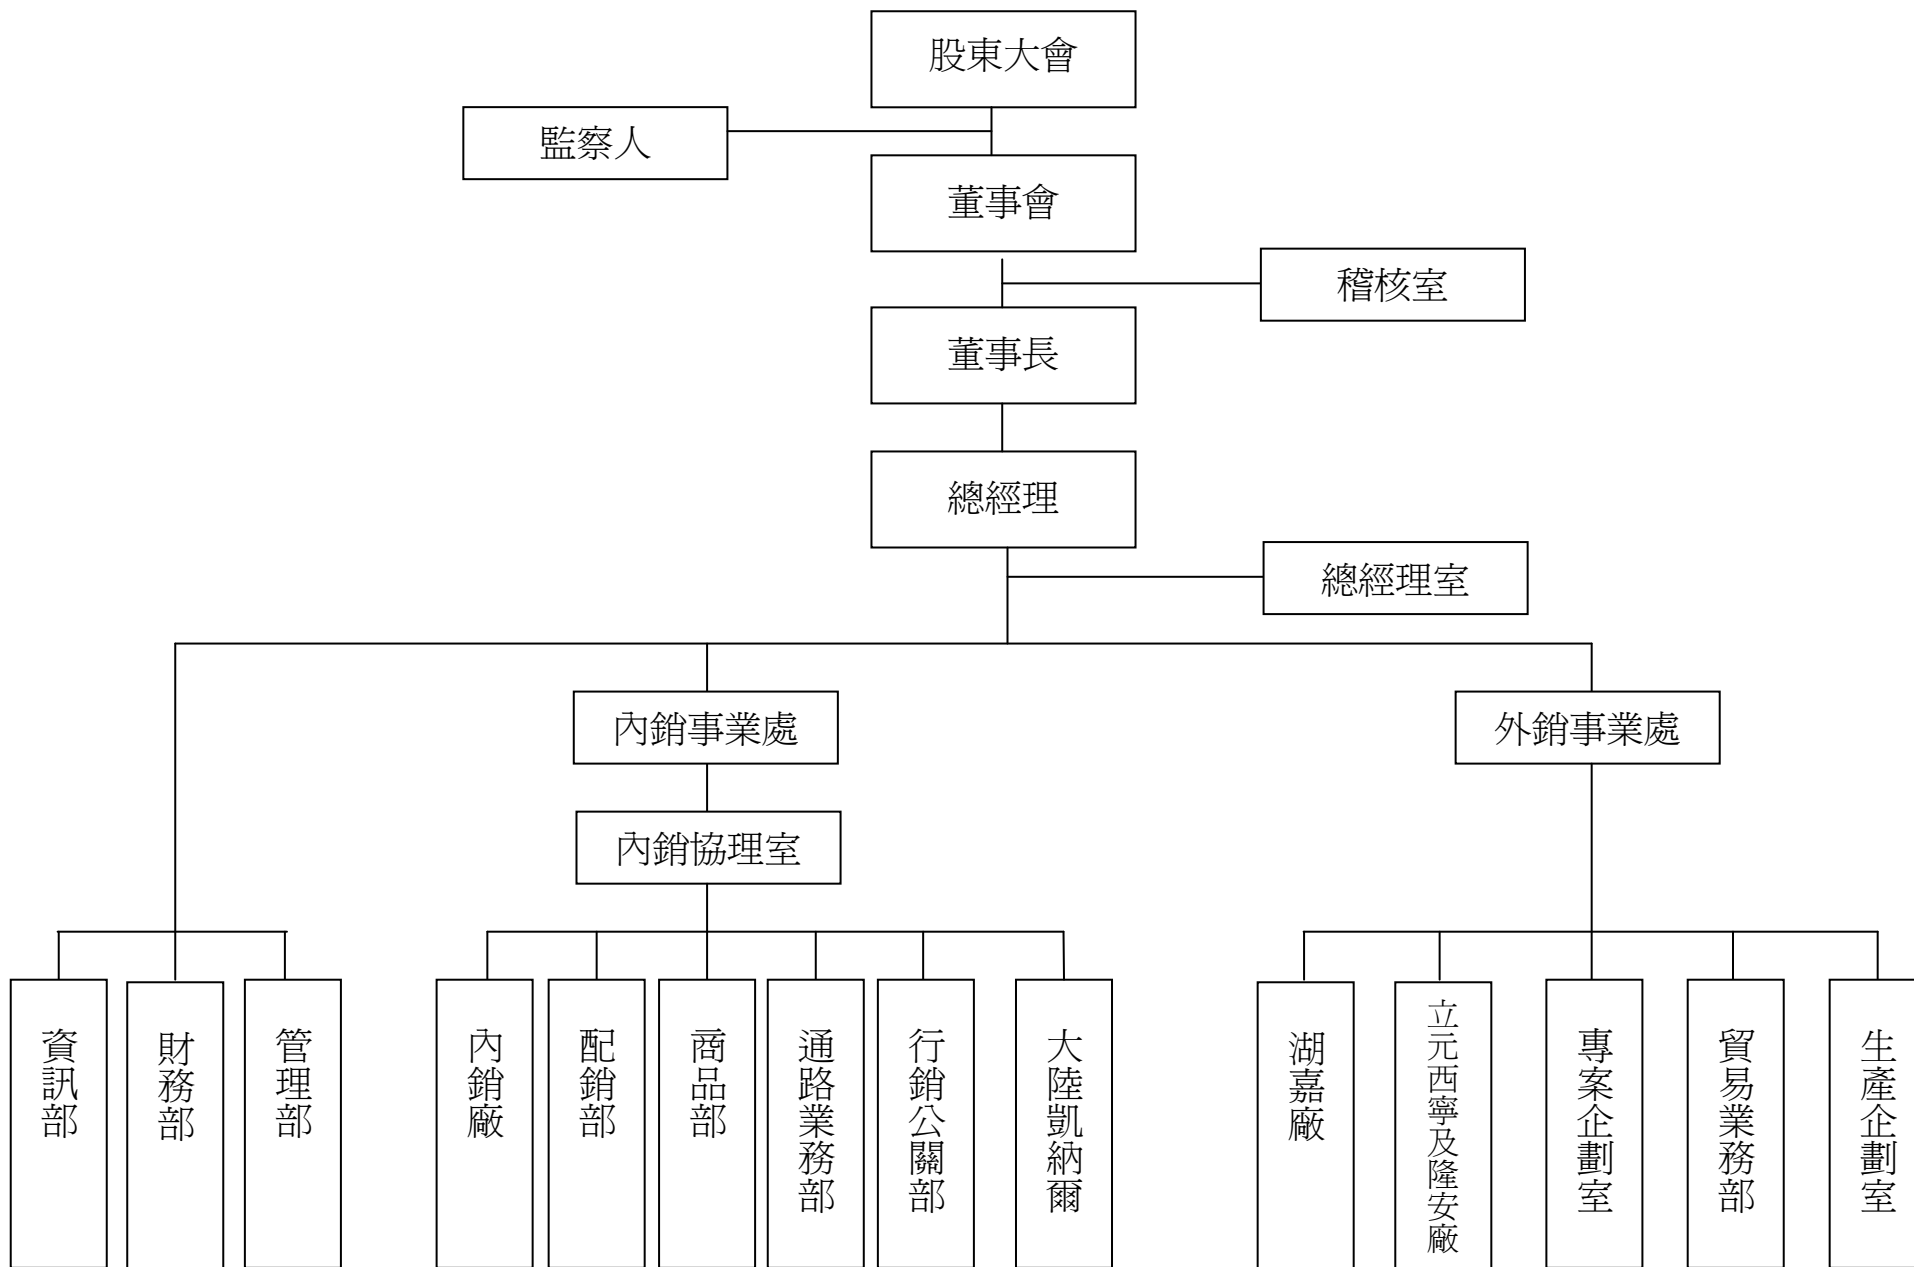 股東大會
監察人
董事會
稽核室
董事長
總經理
總經理室
內銷事業處
外銷事業處
內銷協理室
資訊部
財務部
管理部
內銷廠
配銷部
商品部
通路業務部
行銷公關部
大陸凱納爾
湖嘉廠
立元西寧及隆安廠
專案企劃室
貿易業務部
生產企劃室